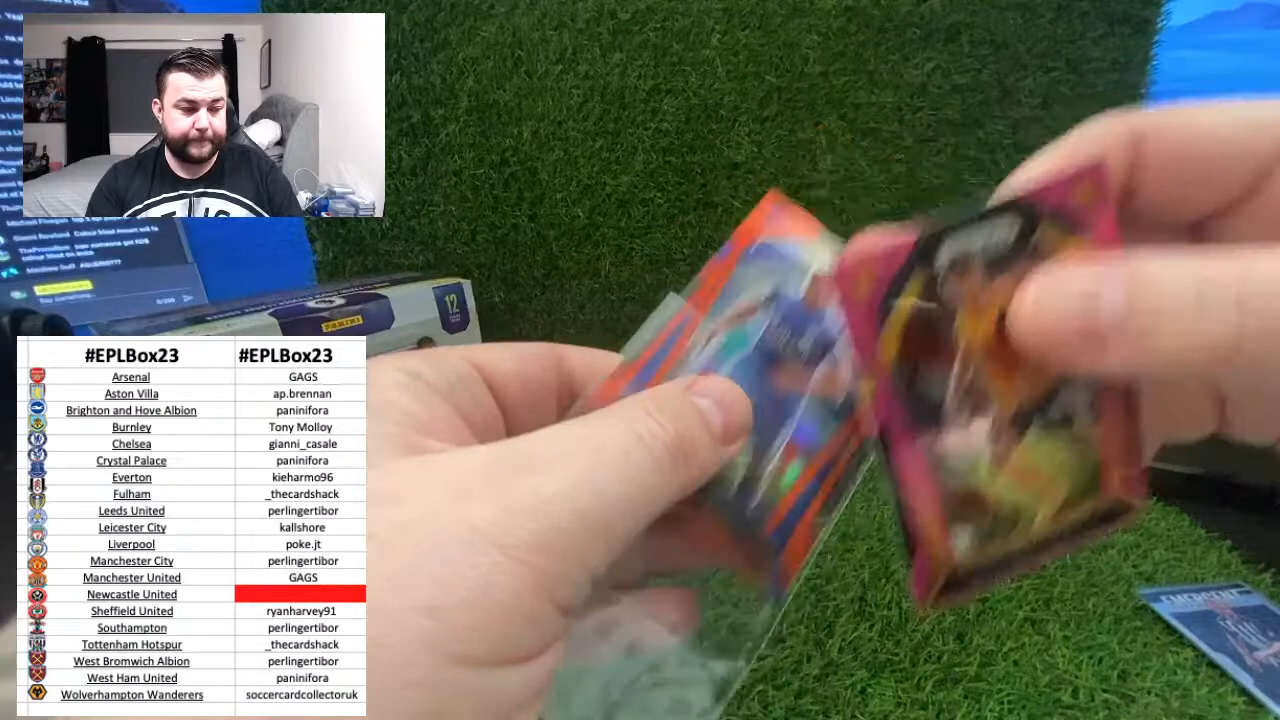 #EPLBox23 #EPLBox23
Arsenal GAGS
Aston Villa ap.brennan
Brighton and Hove Albion paninifora
Burnley Tony Molloy
Chelsea gianni_casale
Crystal Palace paninifora
Everton kieharmo96
Fulham _thecardshack
Leeds United perlingertibor
Leicester City kallshore
Liverpool poke.jt
Manchester City perlingertibor
Manchester United GAGS
Newcastle United
Sheffield United ryanharvey91
Southampton perlingertibor
Tottenham Hotspur _thecardshack
West Bromwich Albion perlingertibor
West Ham United paninifora
Wolverhampton Wanderers soccercardcollectoruk
PANINI
12
EMERGENT